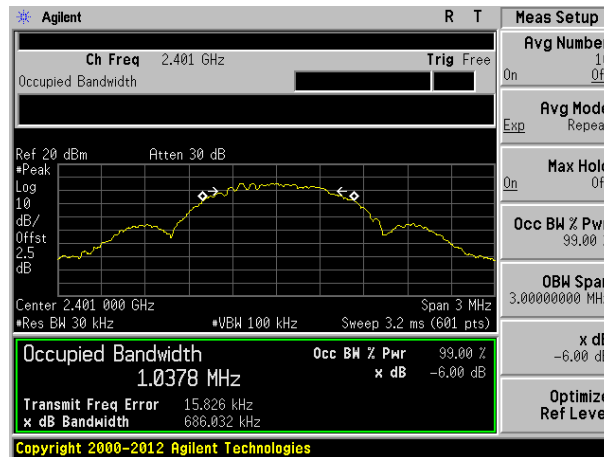 Agilent R T Meas Setup
Ch Freq 2.401 GHz Trig Free
Occupied Bandwidth
Avg Number
On
Avg Mode
Exp Repeat
Max Hold
On
Occ BW % Pwr
99.00 %
OBW Span
3.00000000 MHz
x dB
-6.00 dB
Optimize
Ref Level
Ref 20 dBm Atten 30 dB
#Peak
Log
10
dB/
Offst
2.5
dB
Center 2.401 000 GHz Span 3 MHz
#Res BW 30 kHz #VBW 100 kHz Sweep 3.2 ms (601 pts)
Occupied Bandwidth Occ BW % Pwr 99.00 %
1.0378 MHz x dB -6.00 dB
Transmit Freq Error 15.826 kHz
x dB Bandwidth 686.032 kHz
Copyright 2000-2012 Agilent Technologies